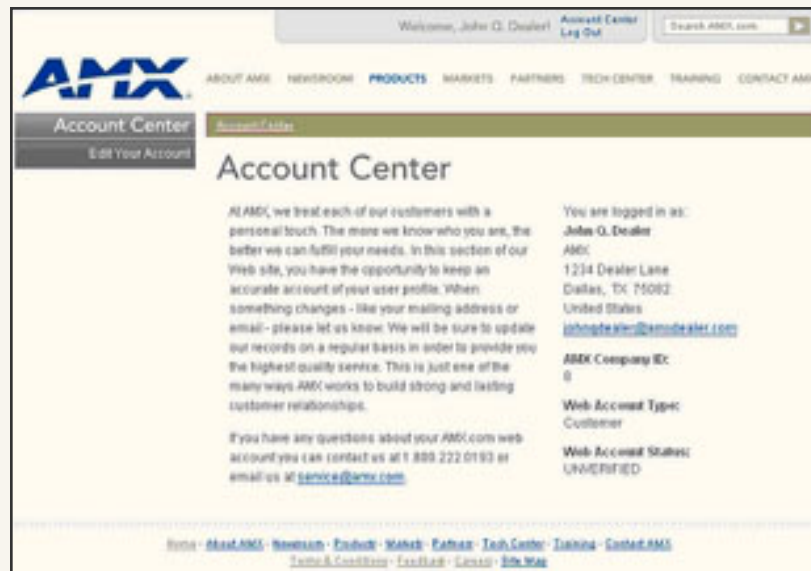 Welcome, John Q. Dealer!
Account Center
Log Out
Search AMX.com
AMX
ABOUT AMX NEWSROOM PRODUCTS MARKETS PARTNERS TECH CENTER TRAINING CONTACT AMX
Account Center
Edit Your Account
Account Center
Account Center
At AMX, we treat each of our customers with a
personal touch. The more we know who you are, the
better we can fulfill your needs. In this section of our
Web site, you have the opportunity to keep an
accurate account of your user profile. When
something changes - like your mailing address or
email - please let us know. We will be sure to update
our records on a regular basis in order to provide you
the highest quality service. This is just one of the
many ways AMX works to build strong and lasting
customer relationships.
If you have any questions about your AMX.com web
account you can contact us at 1.800.222.0193 or
email us at service@amx.com.
You are logged in as:
John Q. Dealer
AMX
1234 Dealer Lane
Dallas, TX 75082
United States
johnqdealer@amxdealer.com
AMX Company ID:
8
Web Account Type:
Customer
Web Account Status:
UNVERIFIED
Home - About AMX - Newsroom - Products - Markets - Partners - Tech Center - Training - Contact AMX
Terms & Conditions - Feedback - Careers - Site Map